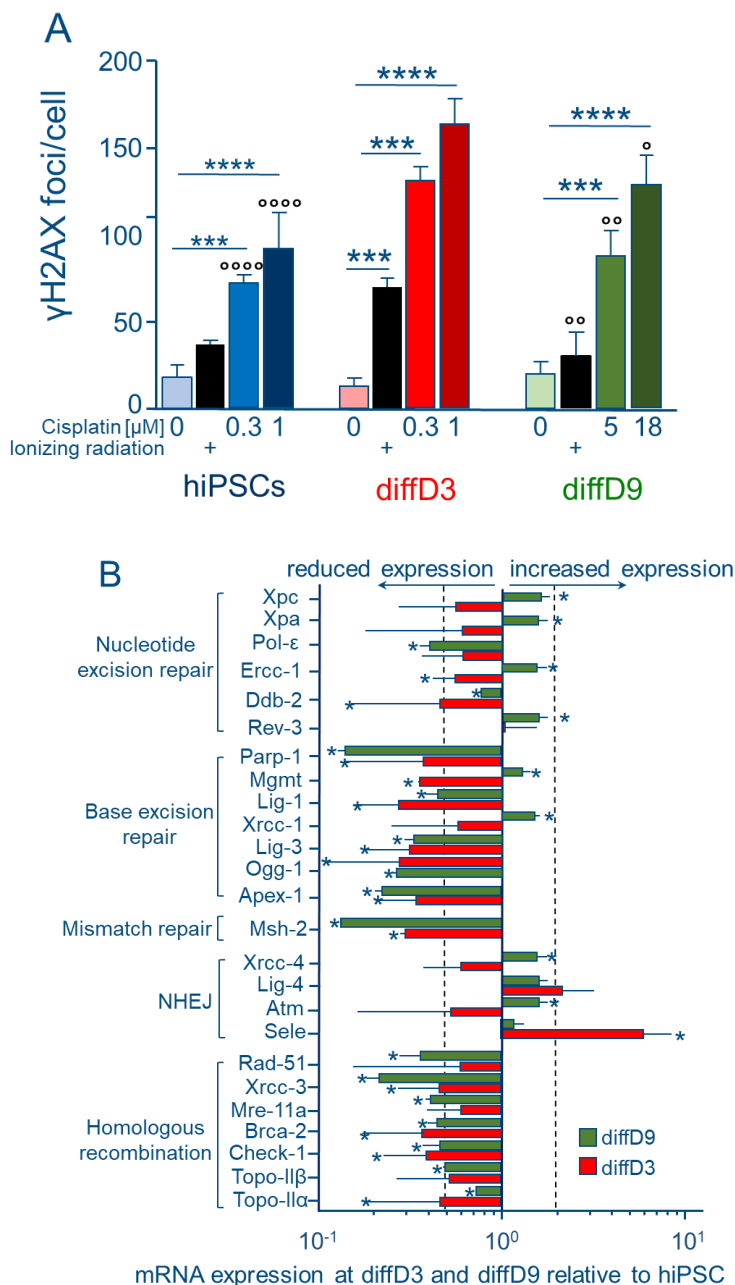 A
γH2AX foci/cell
200
150
100
50
0
****
***
°°°°
°°°°
****
***
***
****
***
°°
°°
°
Cisplatin [µM] 0 0.3 1 0 0.3 1 0 5 18
Ionizing radiation + + +
hiPSCs diffD3 diffD9
B
reduced expression increased expression
Nucleotide excision repair
Xpc
Xpa
Pol-ε
Ercc-1
Ddb-2
Rev-3
Base excision repair
Parp-1
Mgmt
Lig-1
Xrcc-1
Lig-3
Ogg-1
Apex-1
Mismatch repair
Msh-2
NHEJ
Xrcc-4
Lig-4
Atm
Sele
Homologous recombination
Rad-51
Xrcc-3
Mre-11a
Brca-2
Check-1
Topo-IIβ
Topo-IIα
diffD9
diffD3
10⁻¹ 10⁰ 10¹
mRNA expression at diffD3 and diffD9 relative to hiPSC